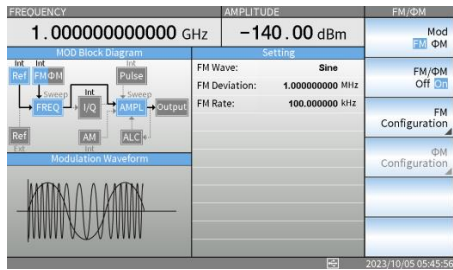 FREQUENCY AMPLITUDE FM/ΦM
1.000000000000 GHz −140.00 dBm
MOD Block Diagram
Int Int Int
Ref FMΦM Pulse
Sweep Int Sweep
FREQ I/Q AMPL Output
Ref AM ALC
Ext Int
Modulation Waveform
Setting
FM Wave: Sine
FM Deviation: 1.000000000 MHz
FM Rate: 100.000000 kHz
Mod
FM ΦM
FM/ΦM
Off On
FM
Configuration
ΦM
Configuration
2023/10/05 05:45:56